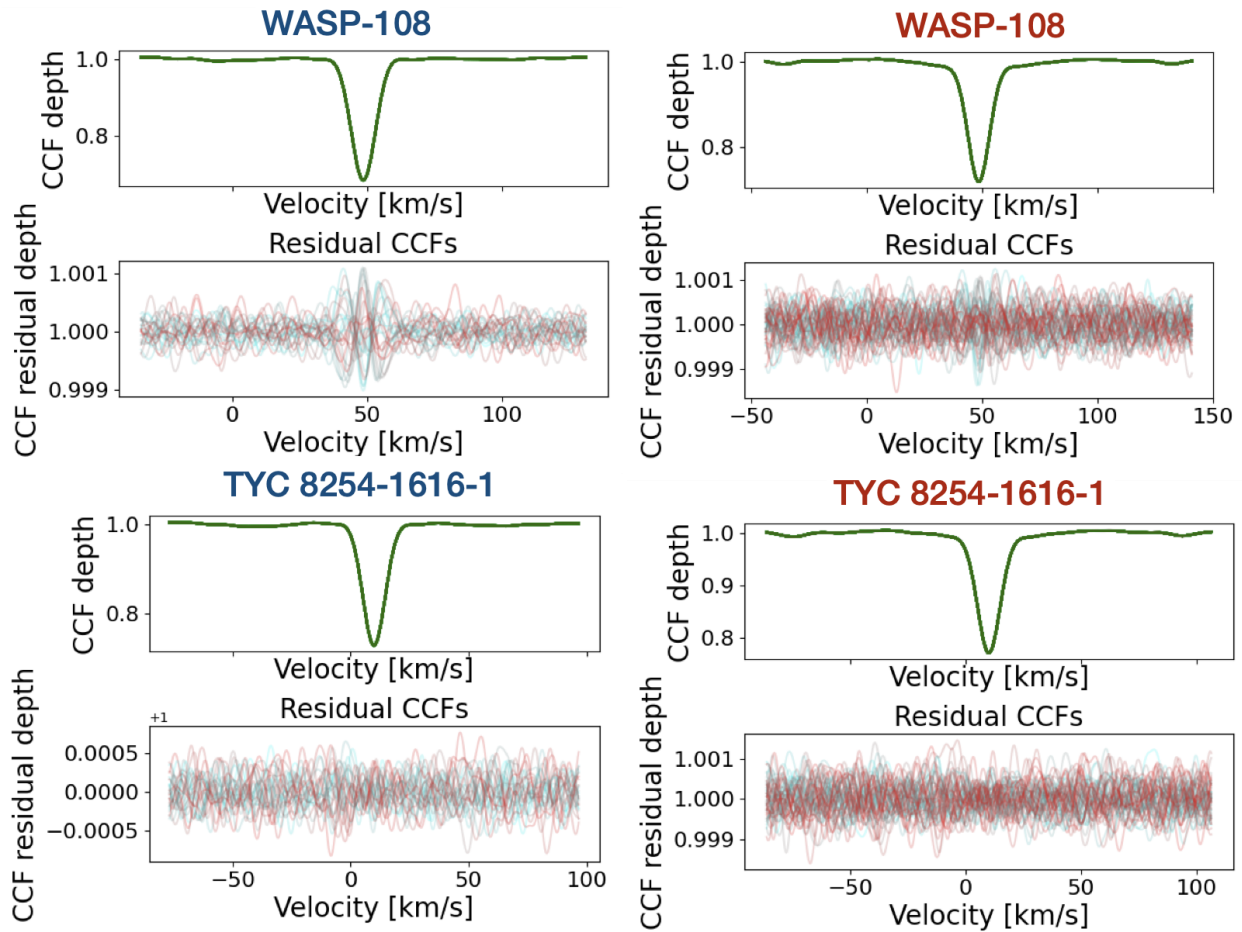 WASP-108
CCF depth
1.0
0.8
Velocity [km/s]
Residual CCFs
CCF residual depth
1.001
1.000
0.999
0 50 100
Velocity [km/s]
WASP-108
CCF depth
1.0
0.8
Velocity [km/s]
Residual CCFs
CCF residual depth
1.001
1.000
0.999
−50 0 50 100 150
Velocity [km/s]
TYC 8254-1616-1
CCF depth
1.0
0.8
Velocity [km/s]
Residual CCFs
CCF residual depth
+1
0.0005
0.0000
−0.0005
−50 0 50 100
Velocity [km/s]
TYC 8254-1616-1
CCF depth
1.0
0.9
0.8
Velocity [km/s]
Residual CCFs
CCF residual depth
1.001
1.000
0.999
−50 0 50 100
Velocity [km/s]